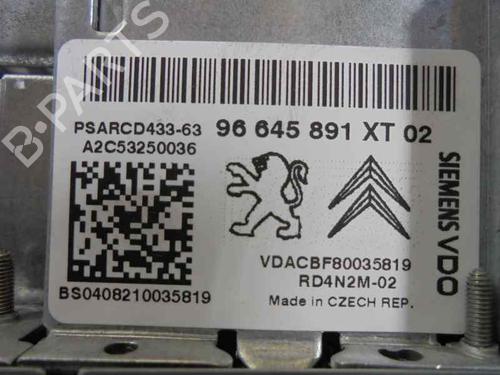 PSARCD433-63 96 645 891 XT 02
A2C53250036
SIEMENS VDO
VDACBF80035819
RD4N2M-02
BS0408210035819 Made in CZECH REP.
B-PARTS